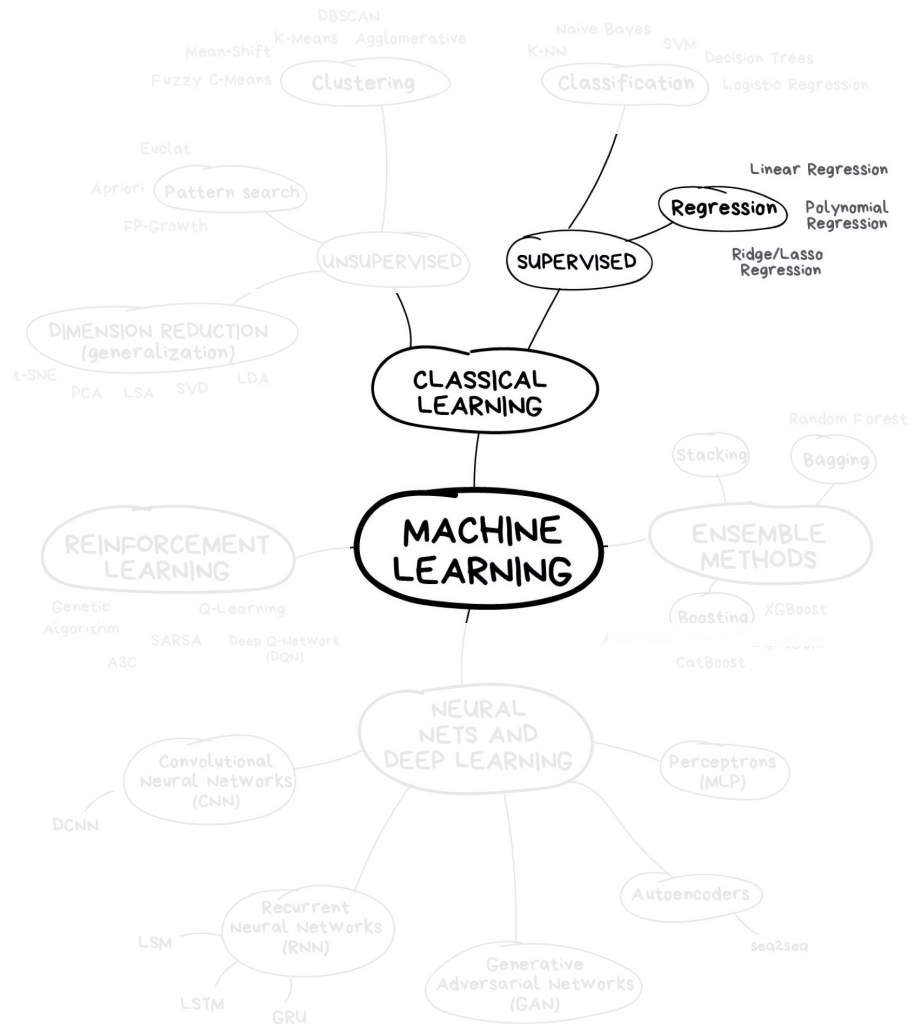 DBSCAN
K-Means
Agglomerative
Mean-Shift
Fuzzy C-Means
Clustering
Naive Bayes
K-NN
SVM
Decision Trees
Classification
Logistic Regression
Euclat
Apriori
Pattern search
FP-Growth
Linear Regression
Regression
Polynomial
Regression
Ridge/Lasso
Regression
UNSUPERVISED
SUPERVISED
DIMENSION REDUCTION
(generalization)
t-SNE
PCA
LSA
SVD
LDA
CLASSICAL
LEARNING
Random Forest
Stacking
Bagging
REINFORCEMENT
LEARNING
MACHINE
LEARNING
ENSEMBLE
METHODS
Genetic
Algorithm
Q-Learning
SARSA
Deep Q-Network
(DQN)
A3C
Boosting
XGBoost
CatBoost
NEURAL
NETS AND
DEEP LEARNING
Convolutional
Neural Networks
(CNN)
DCNN
Perceptrons
(MLP)
Recurrent
Neural Networks
(RNN)
LSM
LSTM
GRU
Generative
Adversarial Networks
(GAN)
Autoencoders
seq2seq